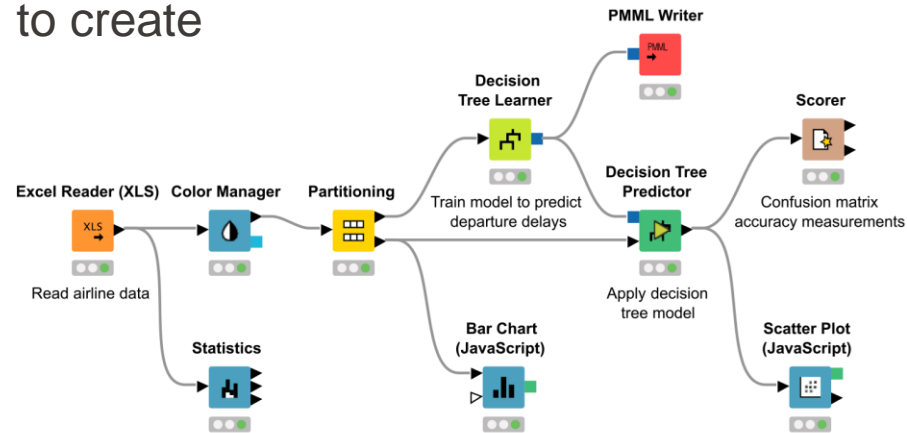 to create
PMML Writer
PMML
Decision
Tree Learner
Scorer
Train model to predict
departure delays
Decision Tree
Predictor
Confusion matrix
accuracy measurements
Excel Reader (XLS)
Color Manager
Partitioning
XLS
Read airline data
Apply decision
tree model
Statistics
Bar Chart
(JavaScript)
Scatter Plot
(JavaScript)